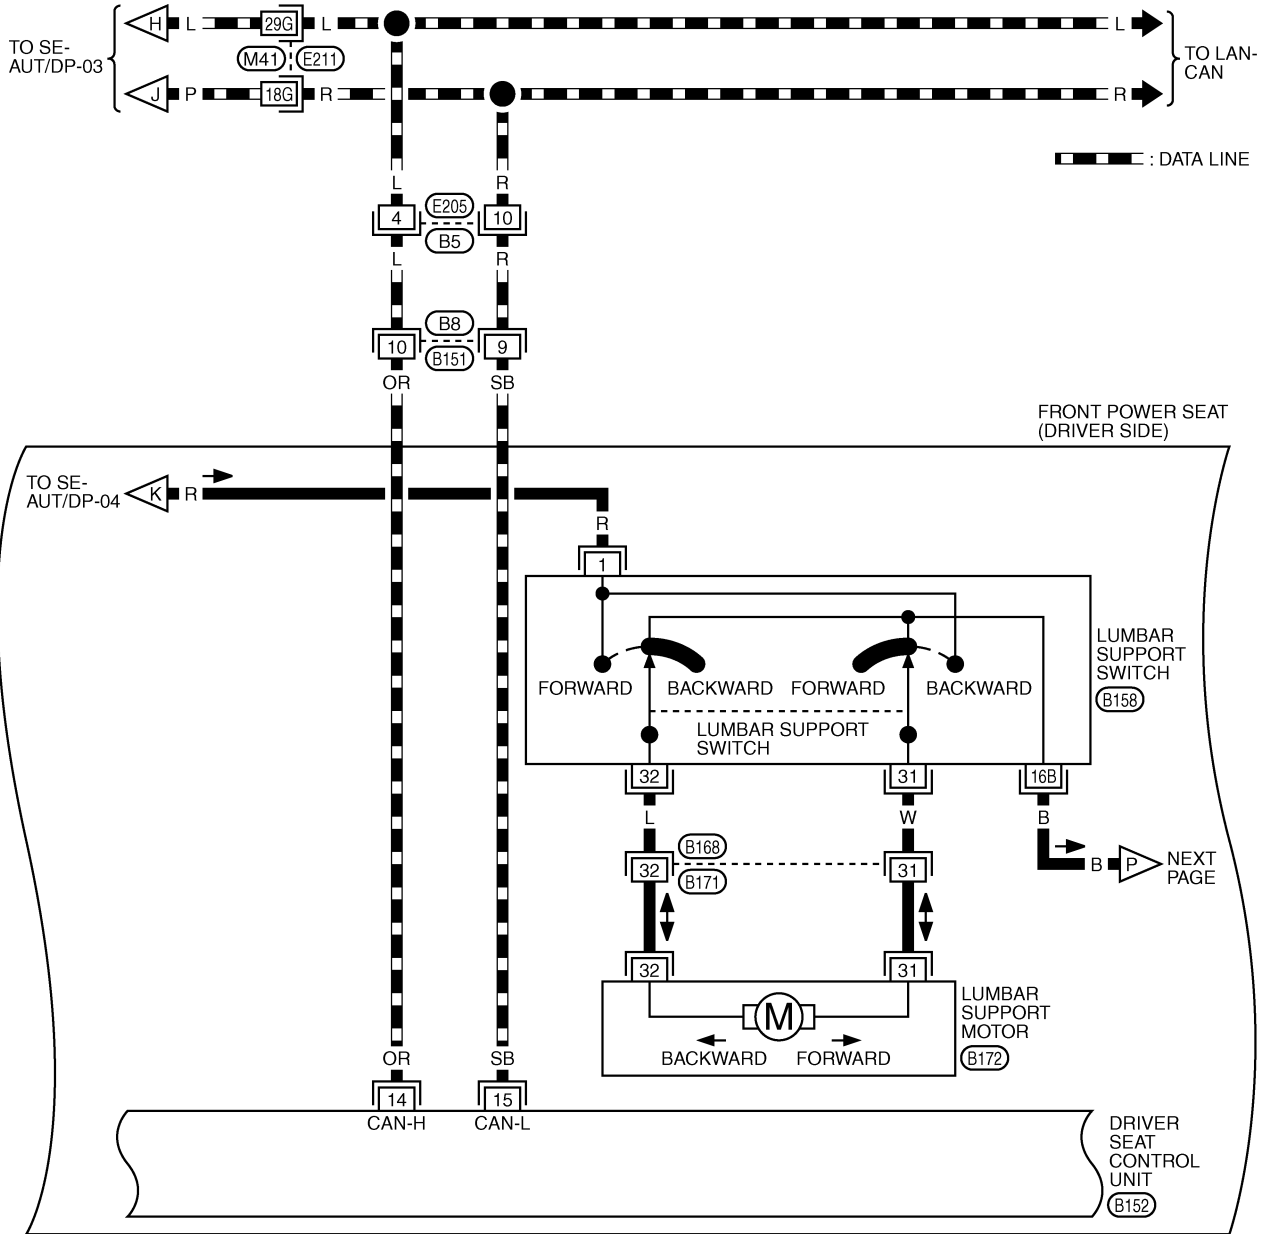 H L 29G L L
TO SE-
AUT/DP-03
M41 E211
TO LAN-
CAN
J P 18G R R
: DATA LINE
L R
4 E205 10
B5
L R
B8
10 9
B151
OR SB
FRONT POWER SEAT
(DRIVER SIDE)
TO SE-
AUT/DP-04
K R
R
1
LUMBAR
SUPPORT
SWITCH
B158
FORWARD BACKWARD FORWARD BACKWARD
LUMBAR SUPPORT
SWITCH
32 31 16B
L W B
B168
32 31
B171
B P NEXT
PAGE
32 31
M
BACKWARD FORWARD
LUMBAR
SUPPORT
MOTOR
B172
OR SB
14 15
CAN-H CAN-L
DRIVER
SEAT
CONTROL
UNIT
B152